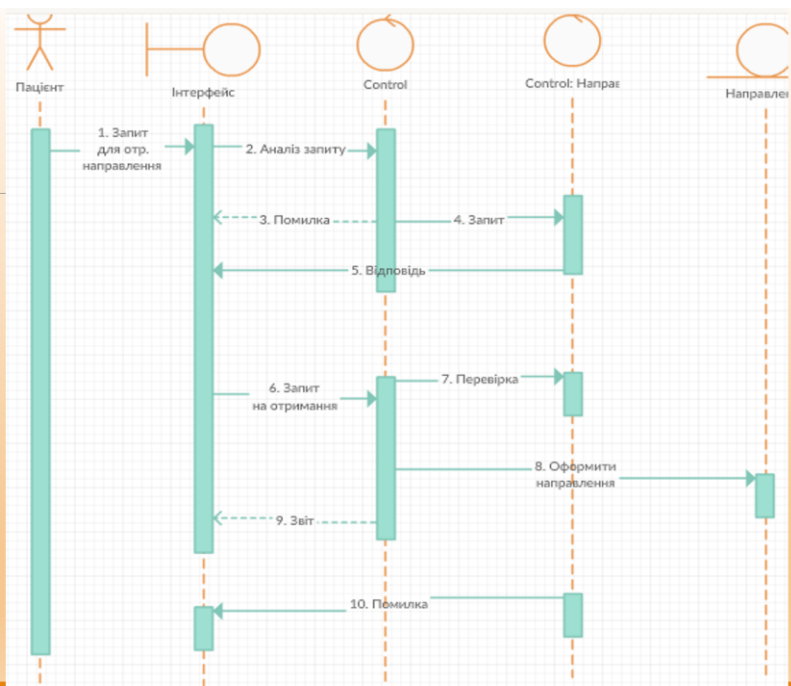 Пацієнт
Інтерфейс
Control
Control: Направ
Направлен
1. Запит
для отр.
направлення
2. Аналіз запиту
3. Помилка
4. Запит
5. Відповідь
6. Запит
на отримання
7. Перевірка
8. Оформити
направлення
9. Звіт
10. Помилка